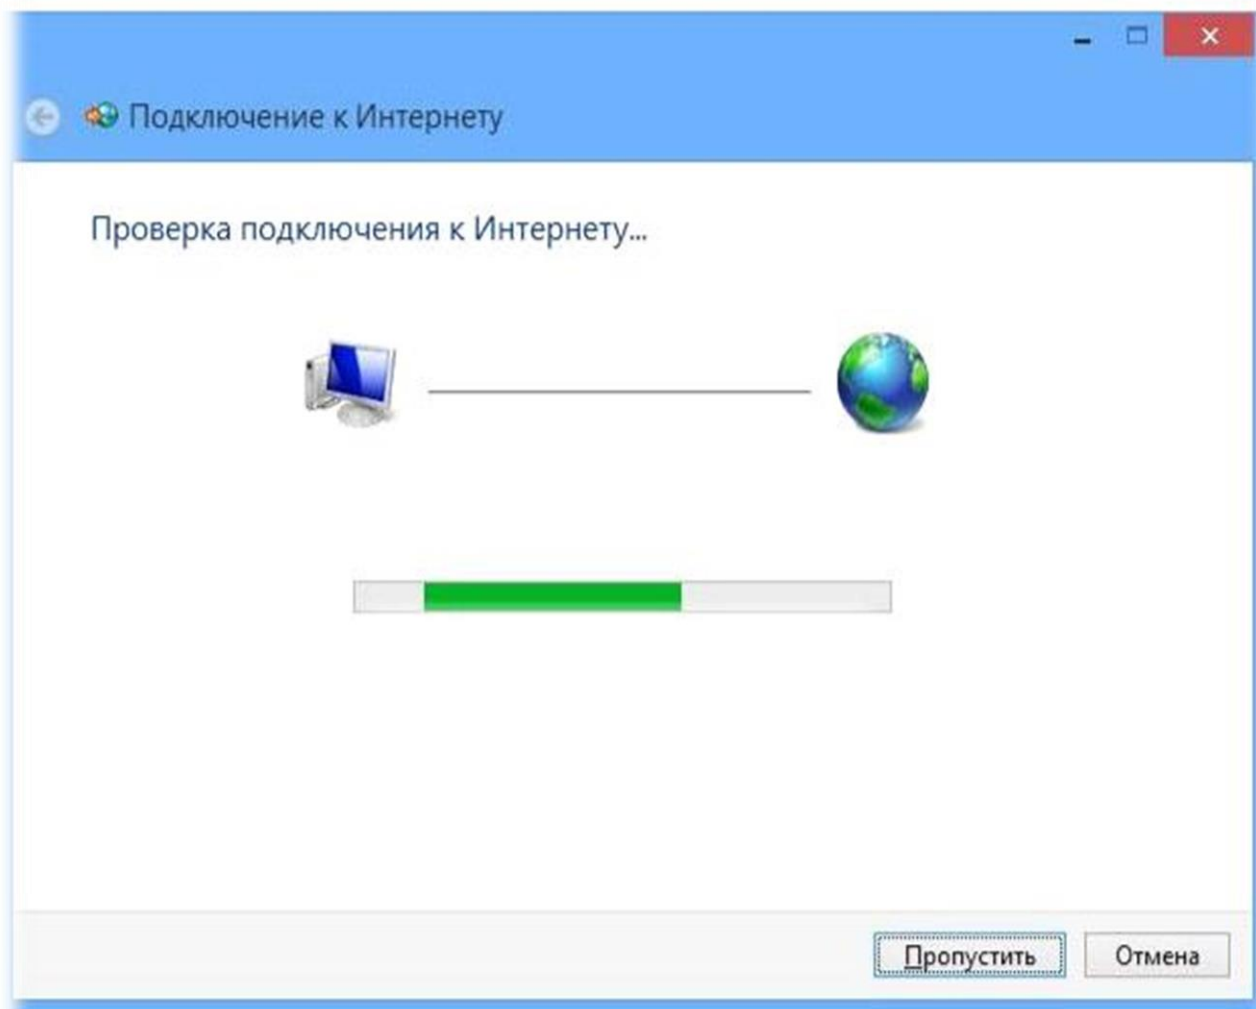 Подключение к Интернету
Проверка подключения к Интернету...
Пропустить
Отмена